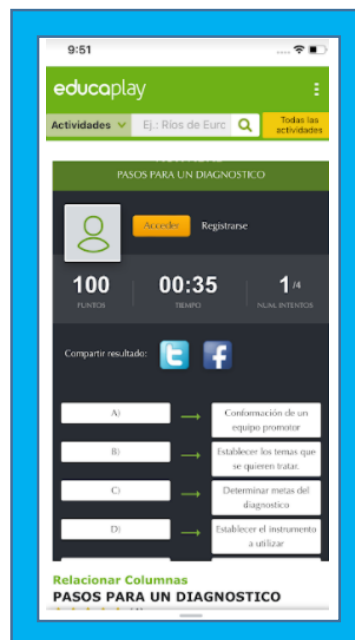 9:51
educaplay
Actividades
Ej.: Ríos de Eurc
Todas las
actividades
PASOS PARA UN DIAGNOSTICO
Acceder
Registrarse
100
PUNTOS
00:35
TIEMPO
1/4
NUM. INTENTOS
Compartir resultado:
A)
Conformación de un
equipo promotor
B)
Establecer los temas que
se quieren tratar.
C)
Determinar metas del
diagnostico
D)
Establecer el instrumento
a utilizar
Relacionar Columnas
PASOS PARA UN DIAGNOSTICO